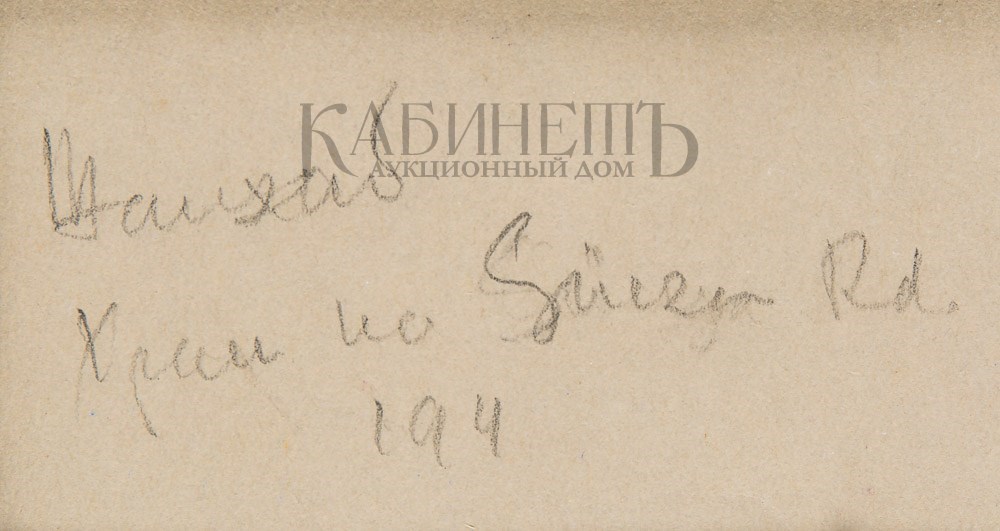 КАБИНЕТЪ
АУКЦИОННЫЙ ДОМ
Шанхай
Храм на Rd.
194